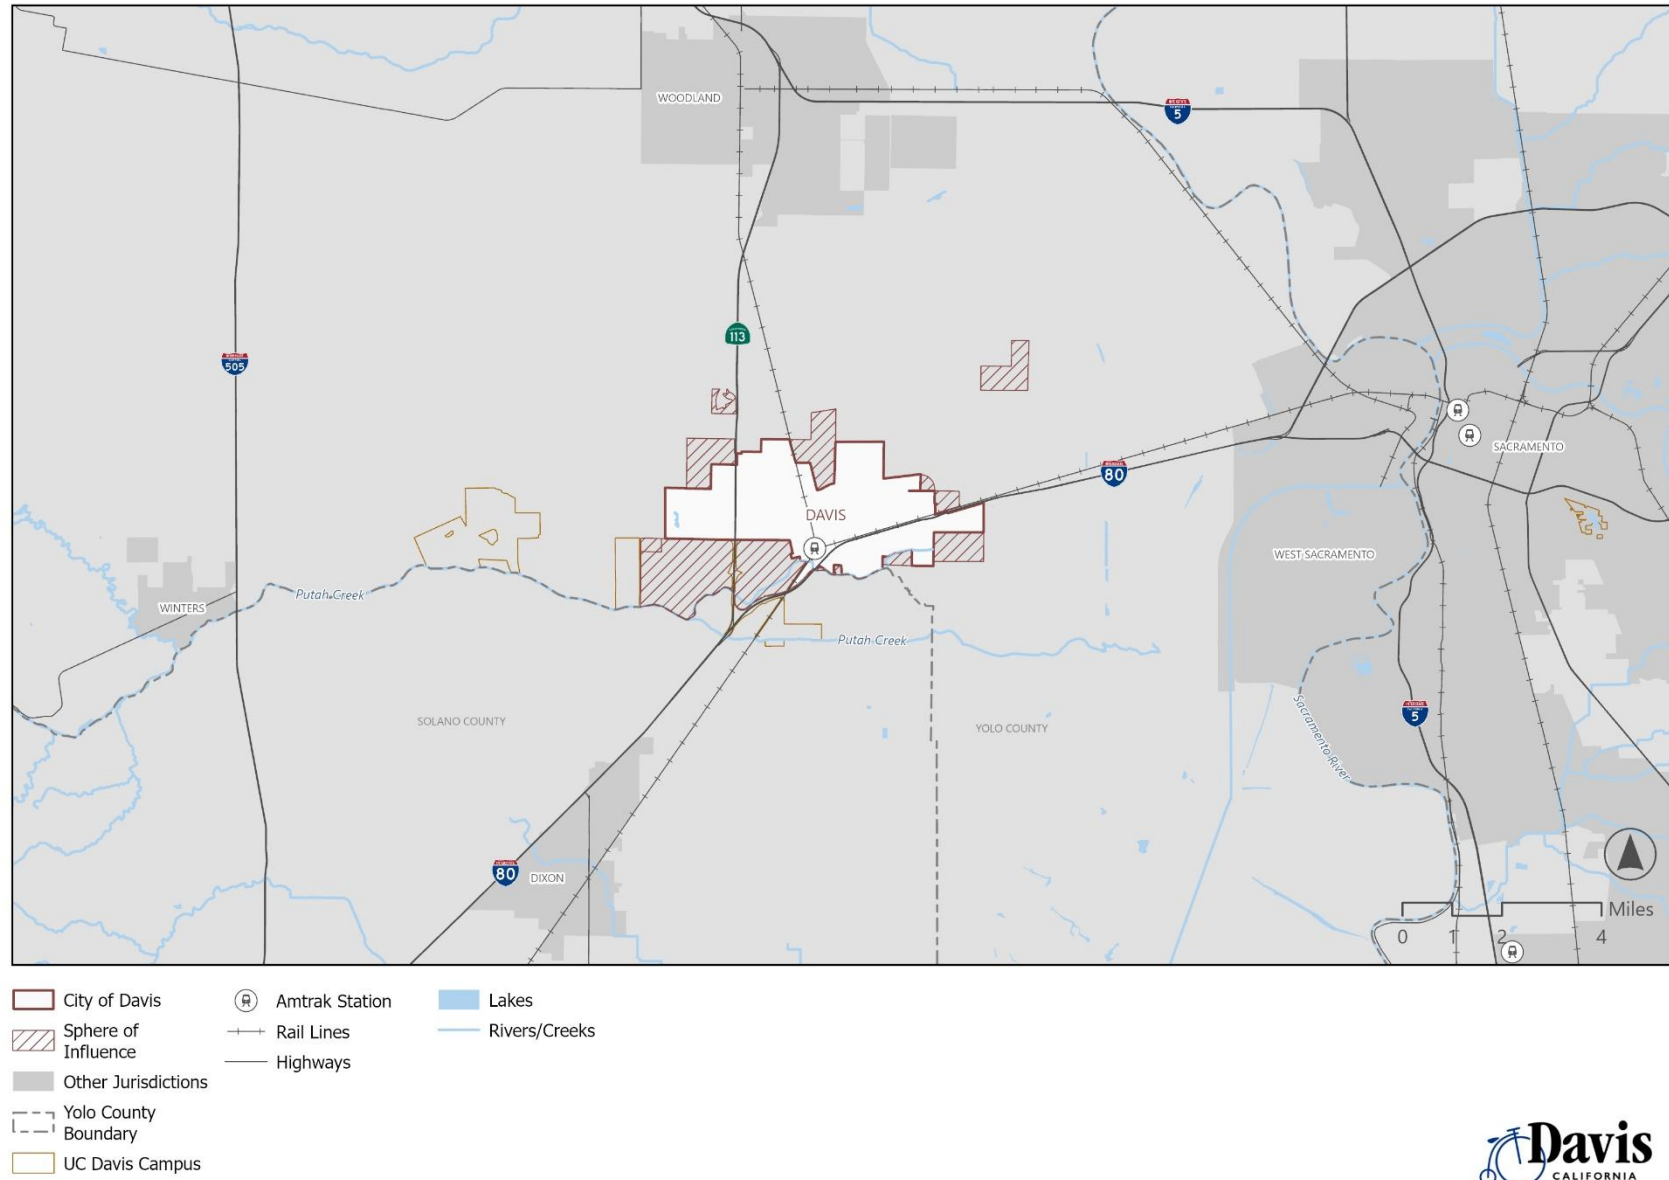 WOODLAND
5
113
505
80
SACRAMENTO
DAVIS
WEST SACRAMENTO
WINTERS
Putah Creek
Putah Creek
SOLANO COUNTY
YOLO COUNTY
Sacramento River
5
80
DIXON
Miles
0 1 2 4
City of Davis
Sphere of
Influence
Other Jurisdictions
Yolo County
Boundary
UC Davis Campus
Amtrak Station
Rail Lines
Highways
Lakes
Rivers/Creeks
Davis
CALIFORNIA